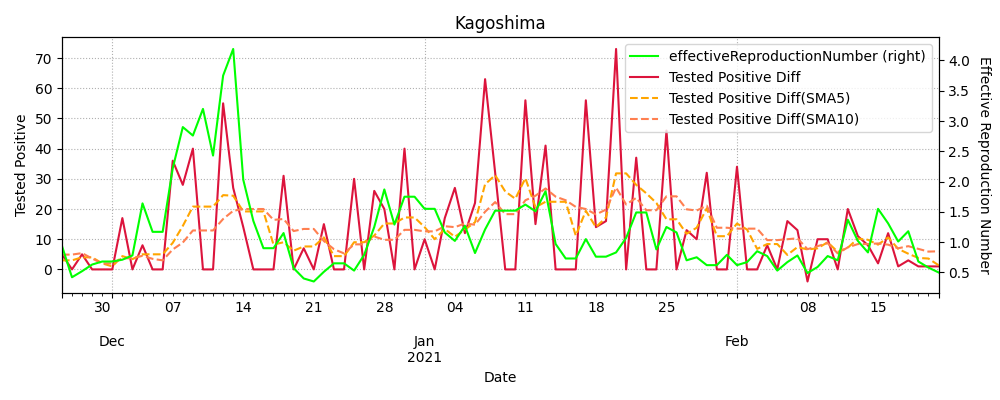 Kagoshima
effectiveReproductionNumber (right)
Tested Positive Diff
Tested Positive Diff(SMA5)
Tested Positive Diff(SMA10)
Tested Positive
70
60
50
40
30
20
10
0
4.0
3.5
3.0
2.5
2.0
1.5
1.0
0.5
Effective Reproduction Number
30 07 14 21 28 04 11 18 25 08 15
Dec Jan Feb
2021
Date